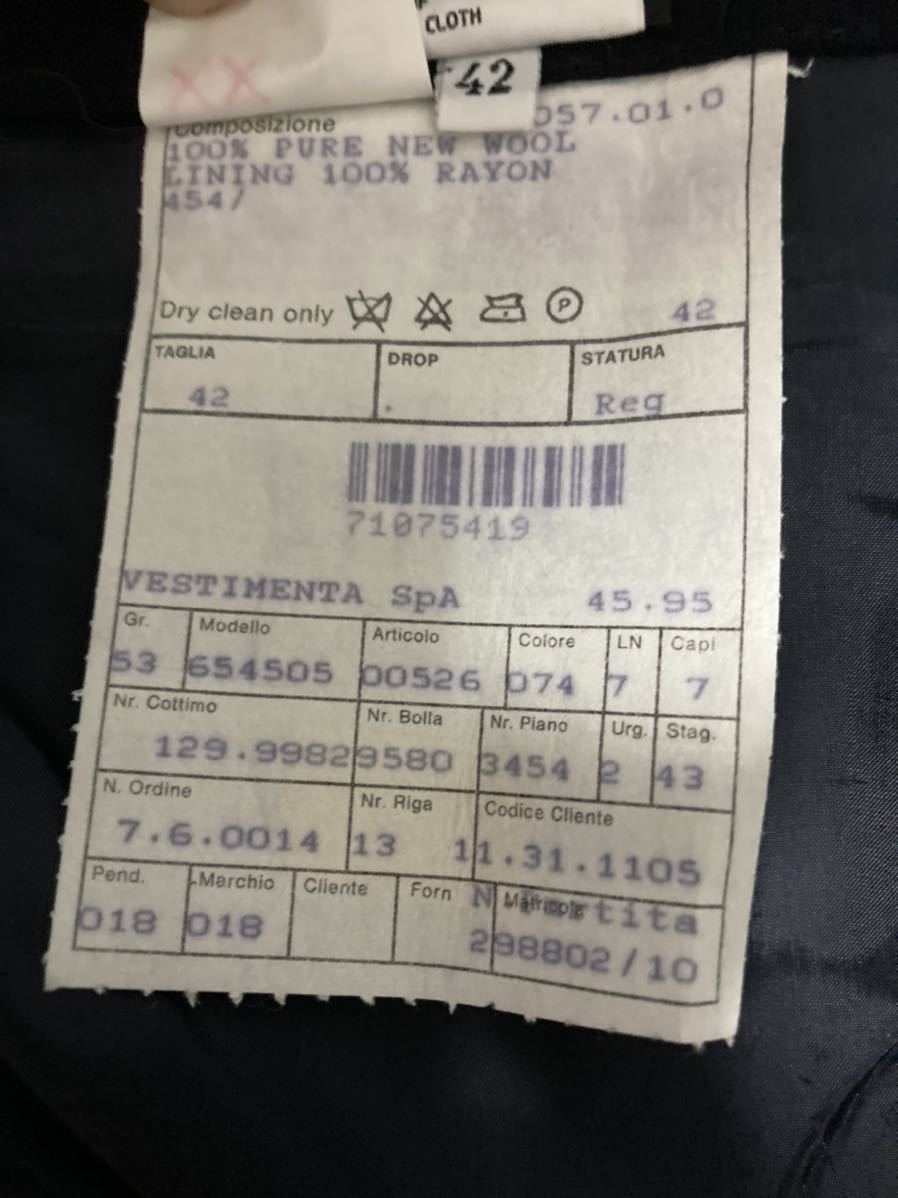 CLOTH
XX
42
057.01.0
Composizione
100% PURE NEW WOOL
LINING 100% RAYON
454/
Dry clean only P 42
TAGLIA DROP STATURA
42 . Reg
71075419
VESTIMENTA SpA 45.95
Gr. Modello Articolo Colore LN Capi
53 654505 00526 074 7 7
Nr. Cottimo Nr. Bolla Nr. Piano Urg. Stag.
129.9982 9580 3454 2 43
N. Ordine Nr. Riga Codice Cliente
7.6.0014 13 11.31.1105
Pend. Marchio Cliente Forn Matricola
018 018 298802/10